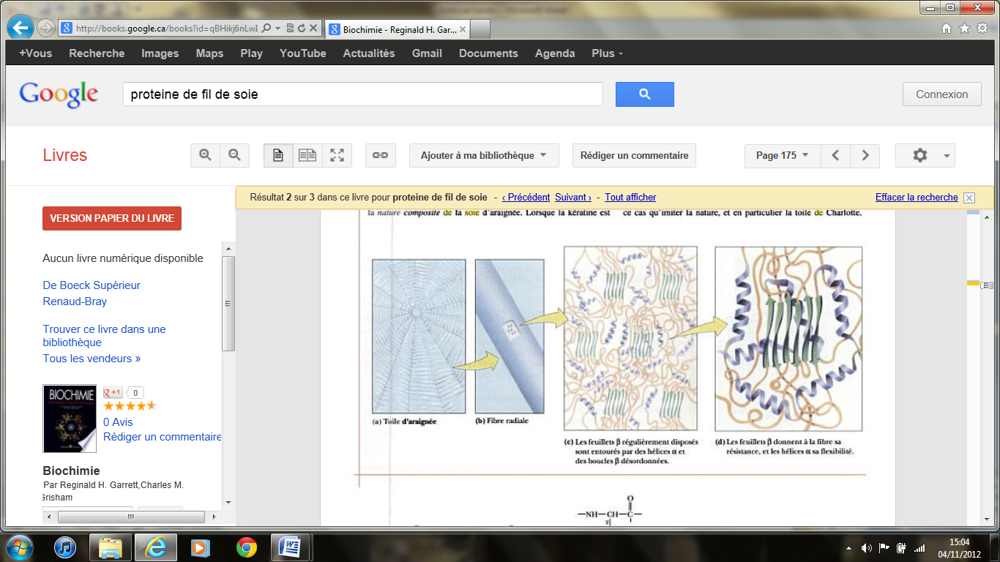 http://books.google.ca/books?id=qBHikj6nLwI
Biochimie - Reginald H. Gar...
+Vous Recherche Images Maps Play YouTube Actualités Gmail Documents Agenda Plus
Google
proteine de fil de soie
Connexion
Livres
Ajouter à ma bibliothèque
Rédiger un commentaire
Page 175
Résultat 2 sur 3 dans ce livre pour proteine de fil de soie - ‹ Précédent Suivant › - Tout afficher
Effacer la recherche
VERSION PAPIER DU LIVRE
Aucun livre numérique disponible
De Boeck Supérieur
Renaud-Bray
Trouver ce livre dans une
bibliothèque
Tous les vendeurs »
BIOCHIMIE
+1 0
0 Avis
Rédiger un commentaire
Biochimie
Par Reginald H. Garrett,Charles M.
Grisham
la nature composite de la soie d'araignée. Lorsque la kératine est
ce cas qu'imiter la nature, et en particulier la toile de Charlotte.
(a) Toile d'araignée
(b) Fibre radiale
(c) Les feuillets β régulièrement disposés
sont entourés par des hélices α et
des boucles β désordonnées.
(d) Les feuillets β donnent à la fibre sa
résistance, et les hélices α sa flexibilité.
O
—NH—CH—C—
15:04
04/11/2012